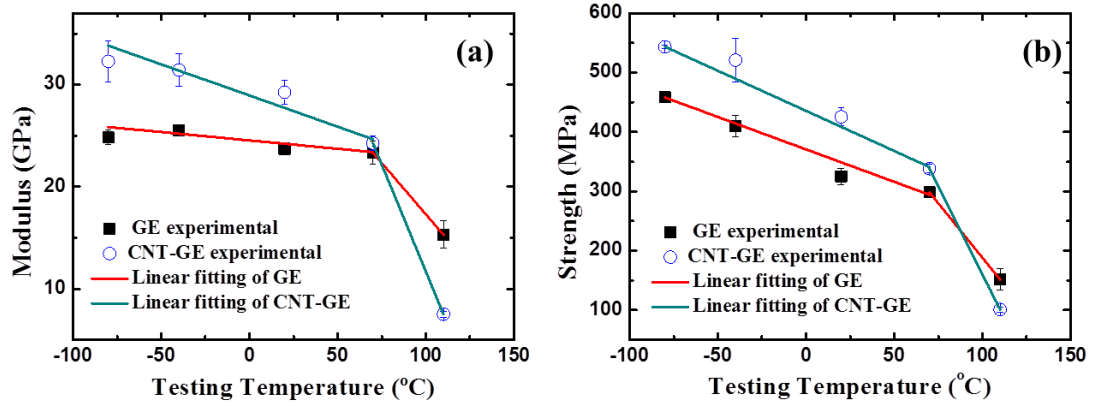 (a)
Modulus (GPa)
30
20
10
GE experimental
CNT-GE experimental
Linear fitting of GE
Linear fitting of CNT-GE
-100 -50 0 50 100 150
Testing Temperature (ºC)
(b)
Strength (MPa)
600
500
400
300
200
100
GE experimental
CNT-GE experimental
Linear fitting of GE
Linear fitting of CNT-GE
-100 -50 0 50 100 150
Testing Temperature (°C)